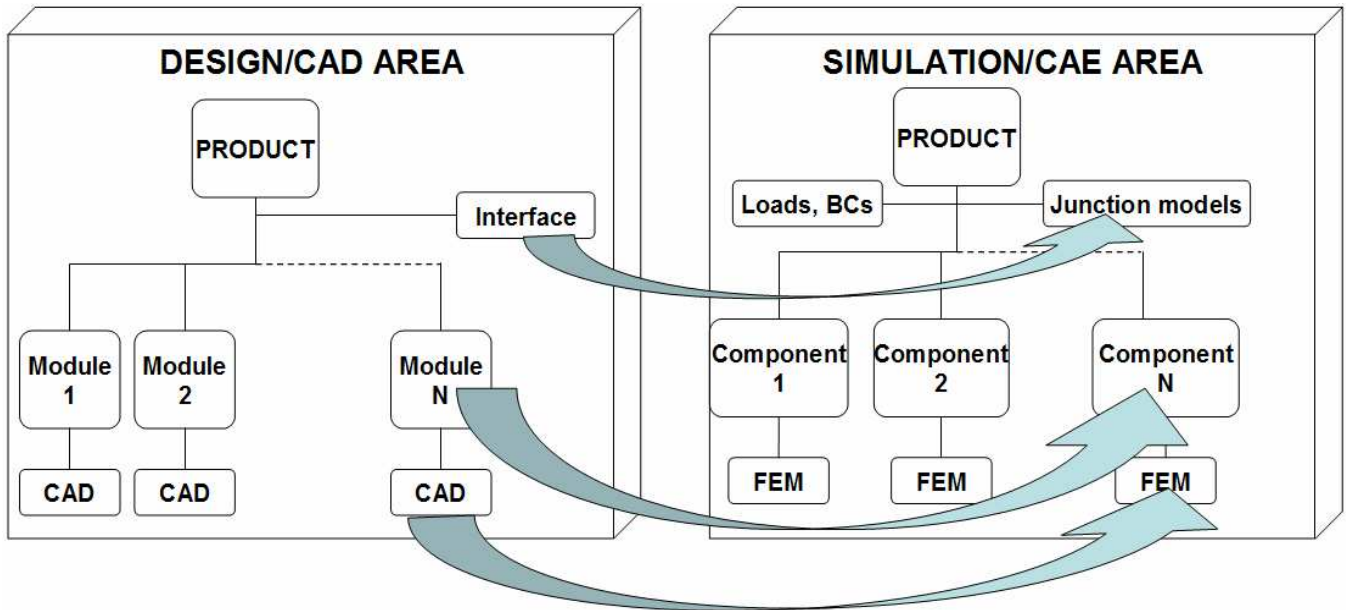 DESIGN/CAD AREA
PRODUCT
Interface
Module
1
Module
2
Module
N
CAD
CAD
CAD
SIMULATION/CAE AREA
PRODUCT
Loads, BCs
Junction models
Component
1
Component
2
Component
N
FEM
FEM
FEM